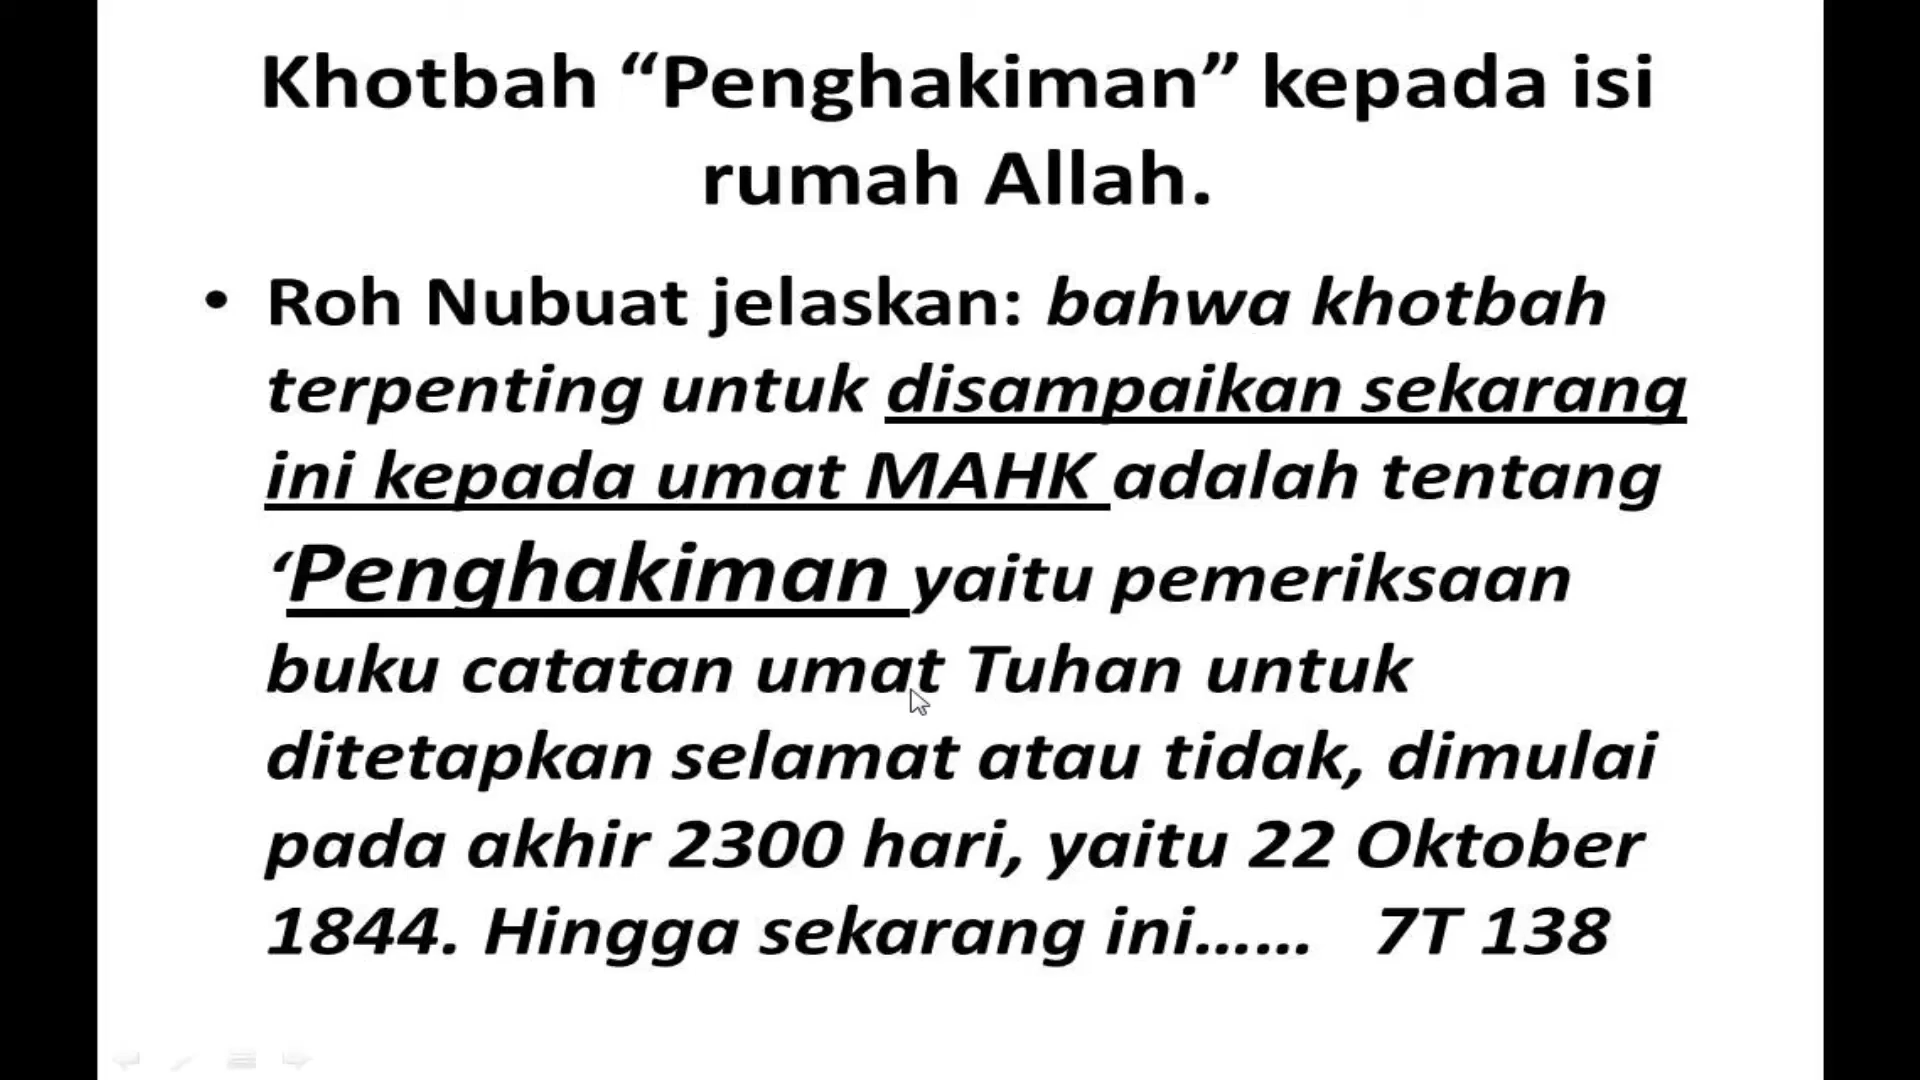 Khotbah “Penghakiman” kepada isi
rumah Allah.
• Roh Nubuat jelaskan: bahwa khotbah
terpenting untuk disampaikan sekarang
ini kepada umat MAHK adalah tentang
‘Penghakiman yaitu pemeriksaan
buku catatan umat Tuhan untuk
ditetapkan selamat atau tidak, dimulai
pada akhir 2300 hari, yaitu 22 Oktober
1844. Hingga sekarang ini...... 7T 138